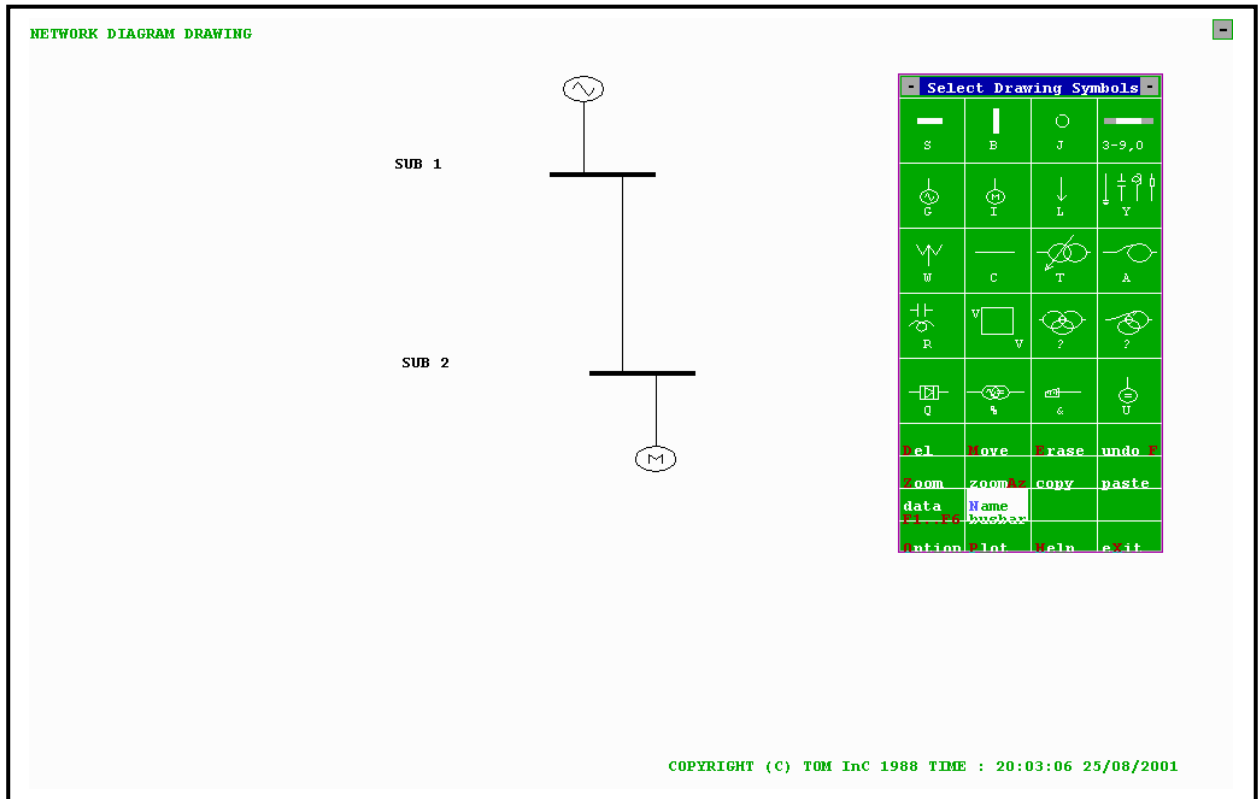 NETWORK DIAGRAM DRAWING
- Select Drawing Symbols -
S B J 3-9,0
G I L Y
W C T A
R V V ? ?
Q % & U
Del Move Erase undo F
Zoom zoomAz copy paste
data Name
F1..F6 busbar
Option Plot Help eXit
SUB 1
SUB 2
M
COPYRIGHT (C) TOM InC 1988 TIME : 20:03:06 25/08/2001